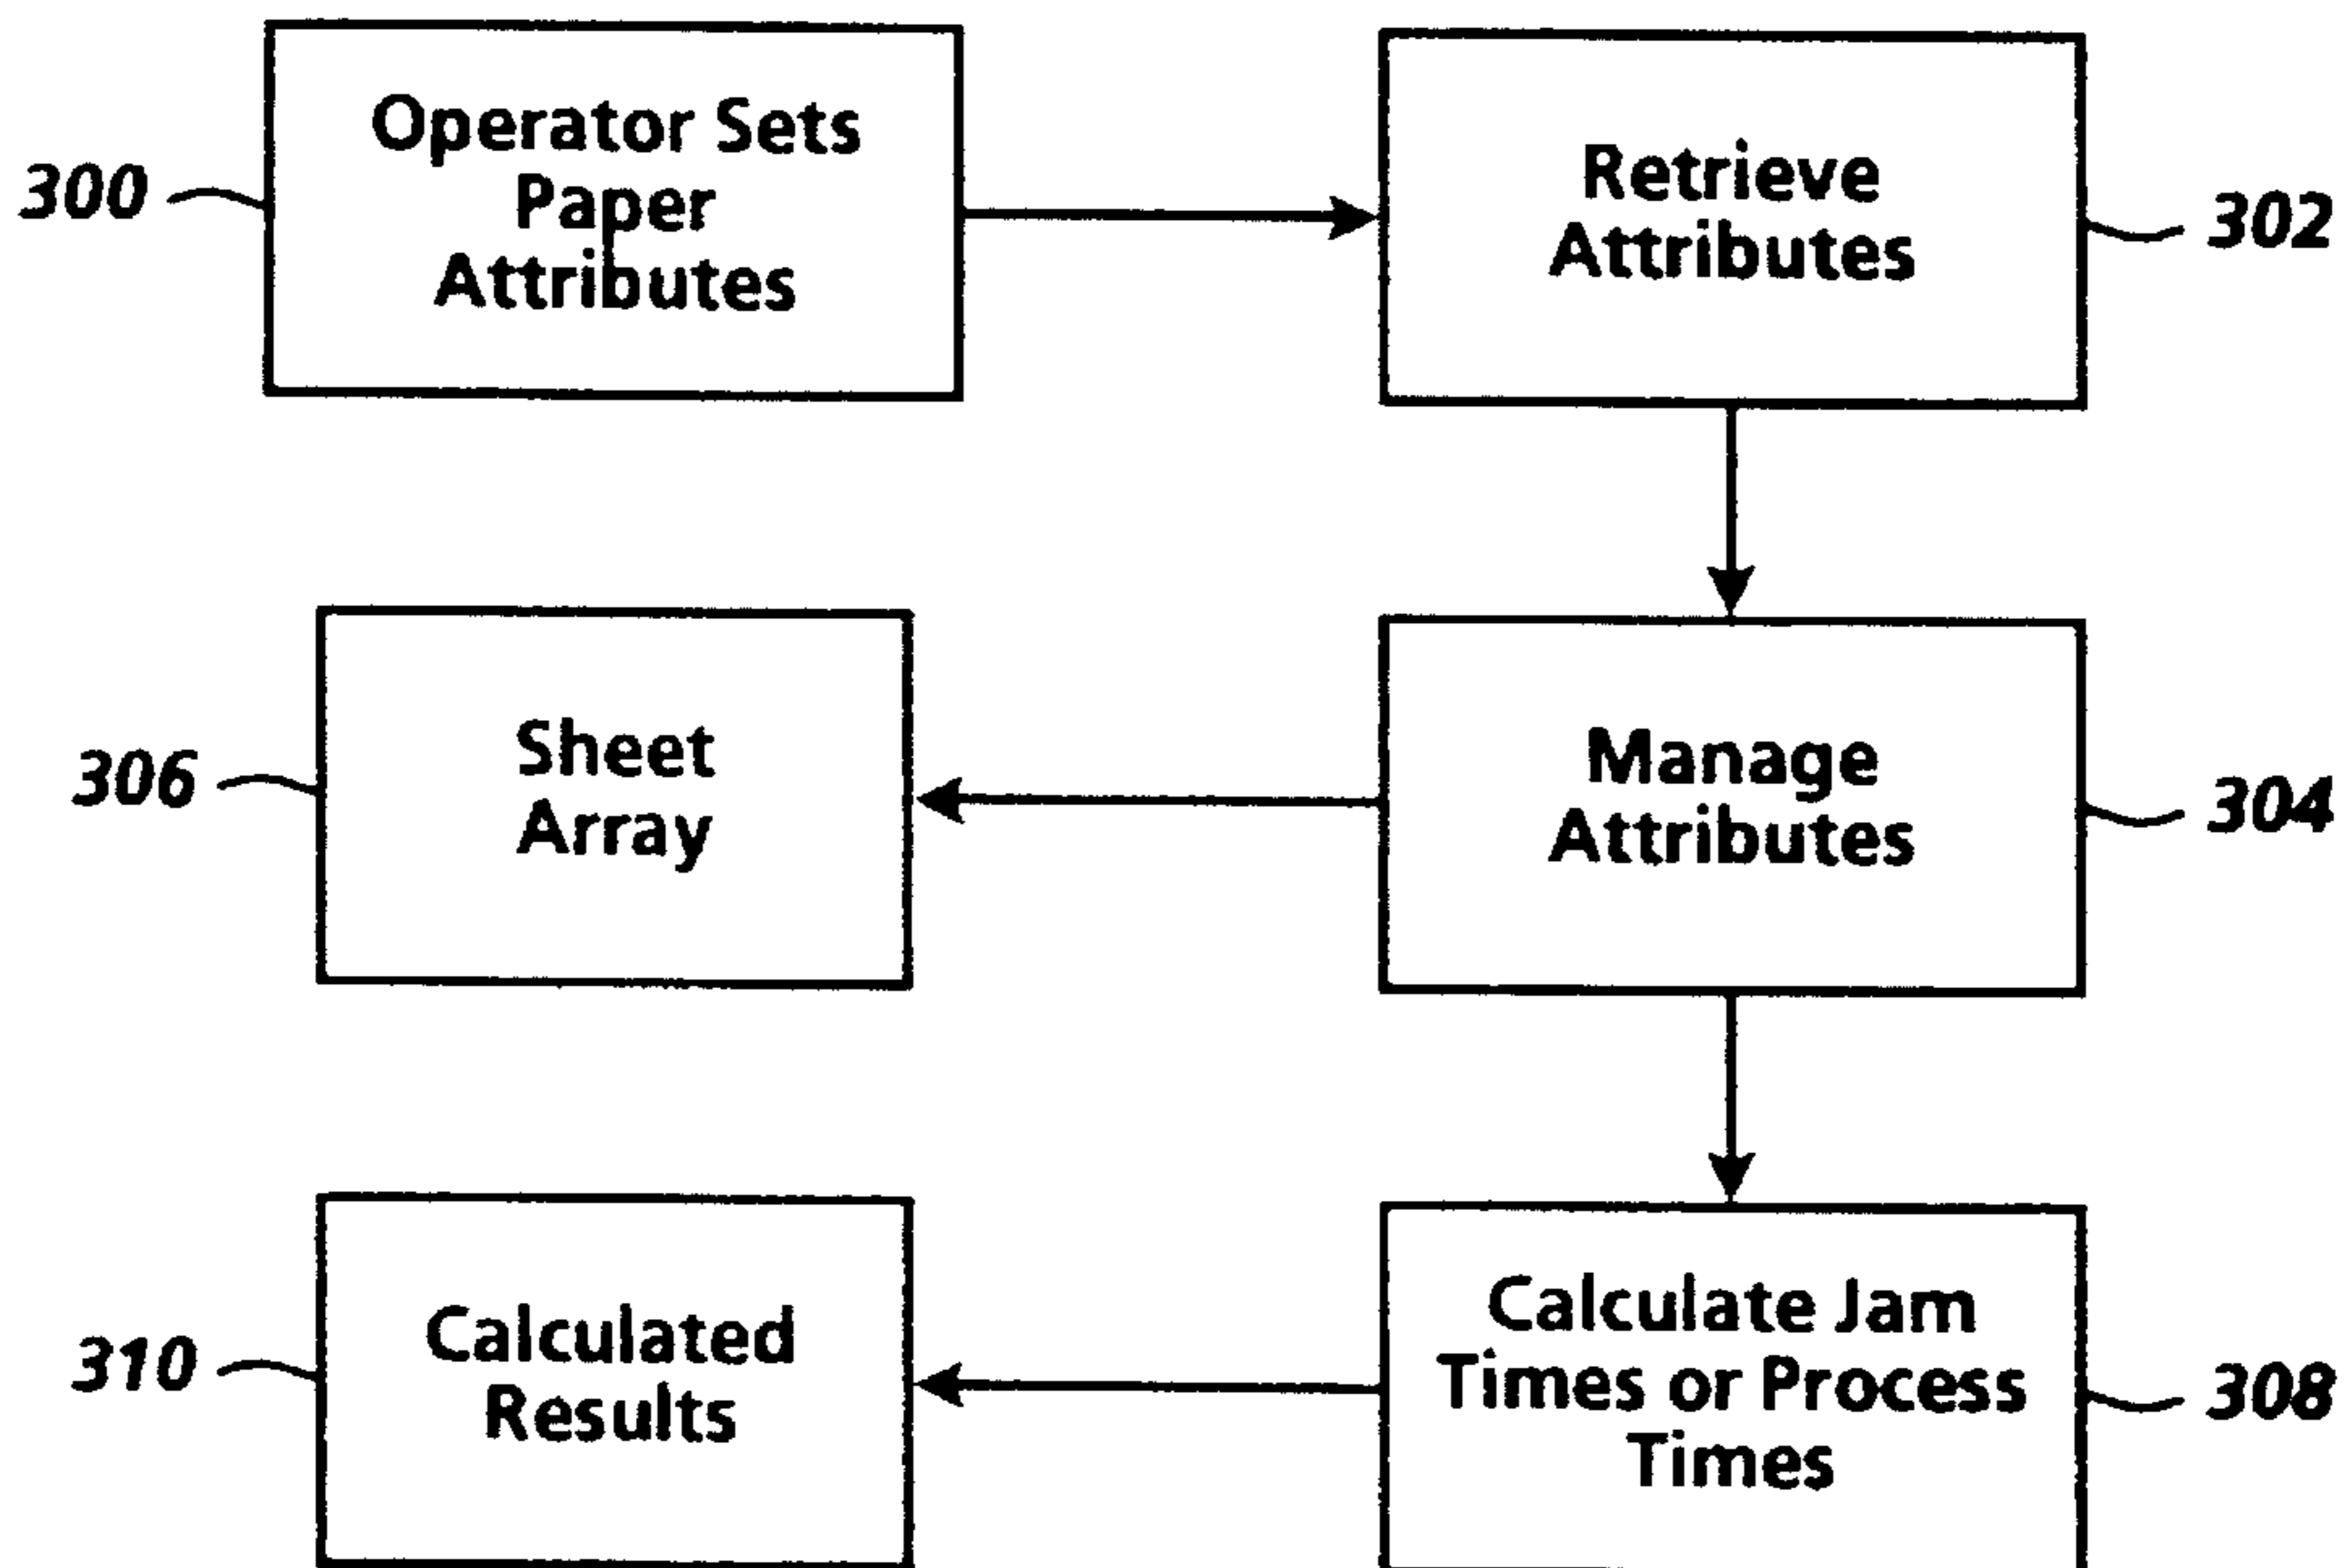 Operator Sets
Paper
Attributes
300
Retrieve
Attributes
302
Sheet
Array
306
Manage
Attributes
304
Calculated
Results
310
Calculate Jam
Times or Process
Times
308